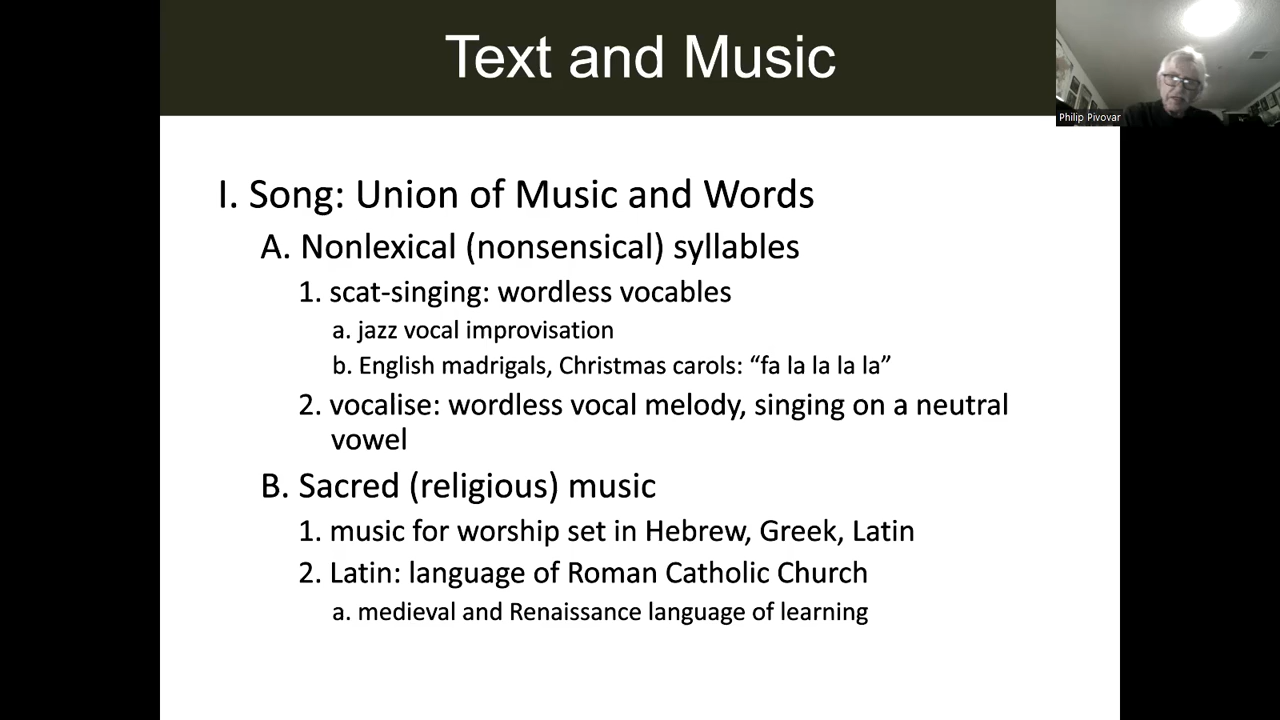 Text and Music
Philip Pivovar
I. Song: Union of Music and Words
A. Nonlexical (nonsensical) syllables
1. scat-singing: wordless vocables
a. jazz vocal improvisation
b. English madrigals, Christmas carols: “fa la la la la”
2. vocalise: wordless vocal melody, singing on a neutral
vowel
B. Sacred (religious) music
1. music for worship set in Hebrew, Greek, Latin
2. Latin: language of Roman Catholic Church
a. medieval and Renaissance language of learning